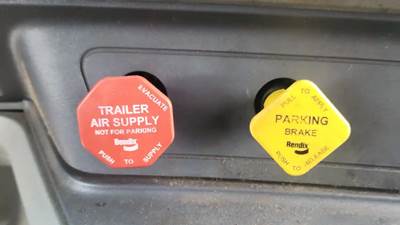 EVACUATE
TRAILER
AIR SUPPLY
NOT FOR PARKING
Bendix
PUSH TO SUPPLY
PULL TO APPLY
PARKING
BRAKE
Bendix
PUSH TO RELEASE